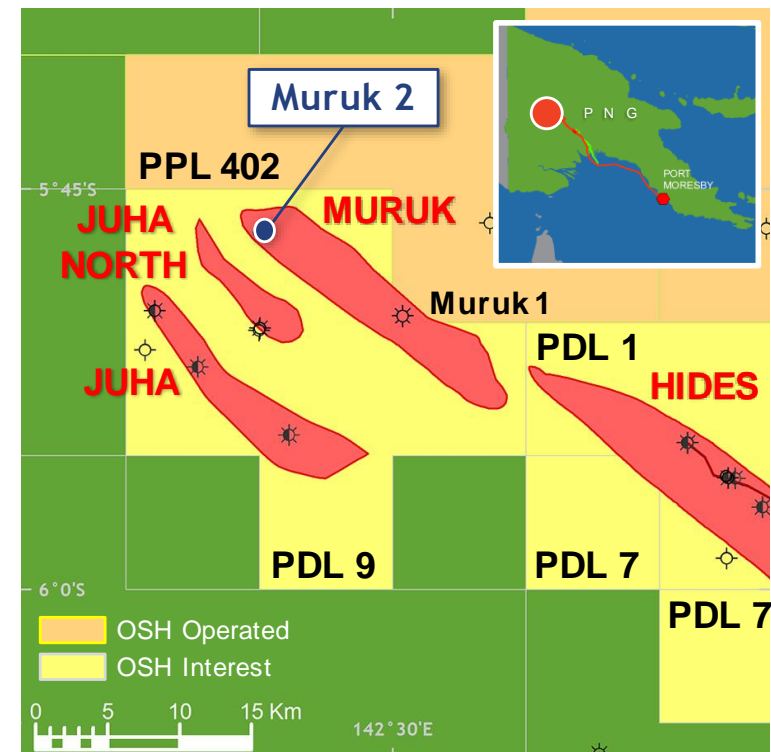 Muruk 2
P N G
PORT
MORESBY
PPL 402
5°45'S
JUHA
NORTH
MURUK
Muruk 1
PDL 1
JUHA
HIDES
PDL 9
PDL 7
6°0'S
PDL 7
OSH Operated
OSH Interest
0 5 10 15 Km
142°30'E